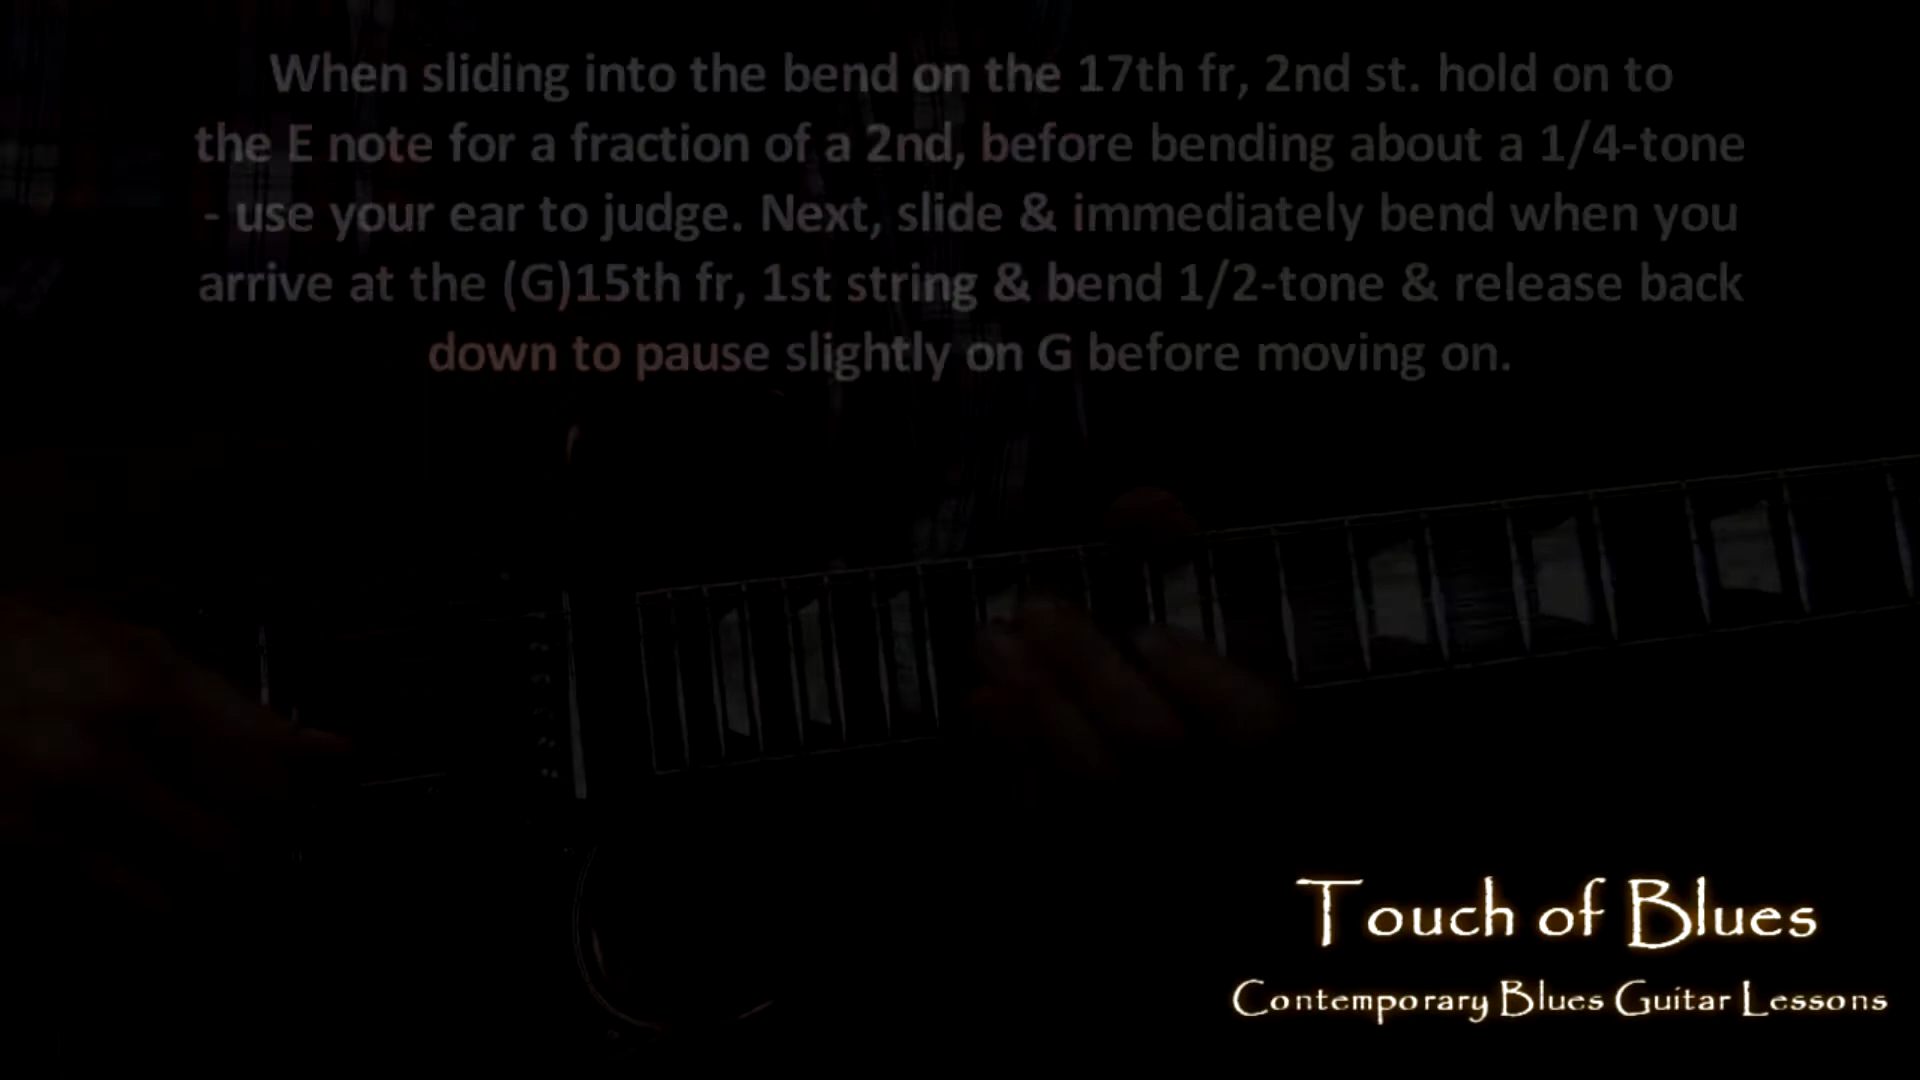 When sliding into the bend on the 17th fr, 2nd st. hold on to
the E note for a fraction of a 2nd, before bending about a 1/4-tone
- use your ear to judge. Next, slide & immediately bend when you
arrive at the (G)15th fr, 1st string & bend 1/2-tone & release back
down to pause slightly on G before moving on.
Touch of Blues
Contemporary Blues Guitar Lessons